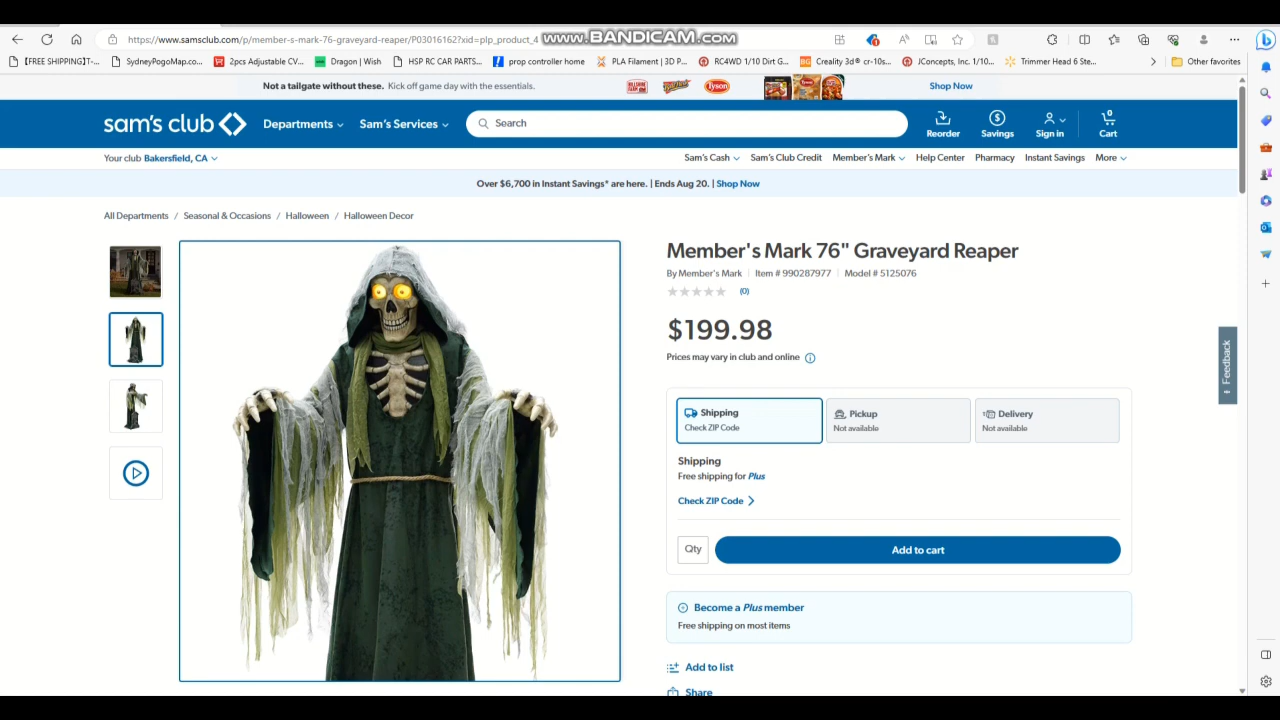 https://www.samsclub.com/p/member-s-mark-76-graveyard-reaper/P03016162?xid=plp_product_4
www.BANDICAM.com
【FREE SHIPPING】T-...
SydneyPogoMap.co...
2pcs Adjustable CV...
Dragon | Wish
HSP RC CAR PARTS...
prop controller home
PLA Filament | 3D P...
RC4WD 1/10 Dirt G...
Creality 3d® cr-10s...
JConcepts, Inc. 1/10...
Trimmer Head 6 Ste...
Other favorites
Not a tailgate without these. Kick off game day with the essentials.
Tyson
Shop Now
sam's club
Departments
Sam's Services
Search
Reorder
Savings
Sign in
0
Cart
Your club Bakersfield, CA
Sam's Cash
Sam's Club Credit
Member's Mark
Help Center
Pharmacy
Instant Savings
More
Over $6,700 in Instant Savings* are here. | Ends Aug 20. | Shop Now
All Departments / Seasonal & Occasions / Halloween / Halloween Decor
Member's Mark 76" Graveyard Reaper
By Member's Mark | Item # 990287977 | Model # 5125076
(0)
$199.98
Prices may vary in club and online
Feedback
Shipping
Check ZIP Code
Pickup
Not available
Delivery
Not available
Shipping
Free shipping for Plus
Check ZIP Code
Qty
Add to cart
Become a Plus member
Free shipping on most items
Add to list
Share